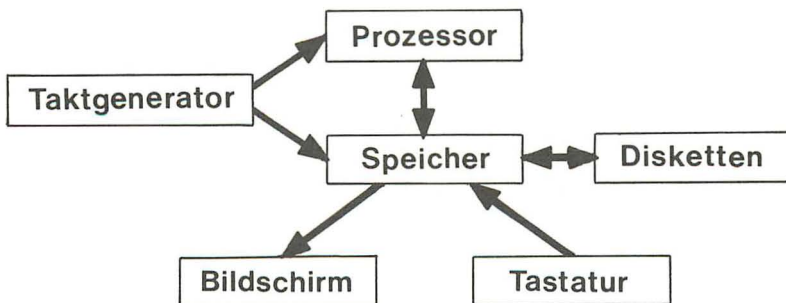 Prozessor
Taktgenerator
Speicher
Disketten
Bildschirm
Tastatur